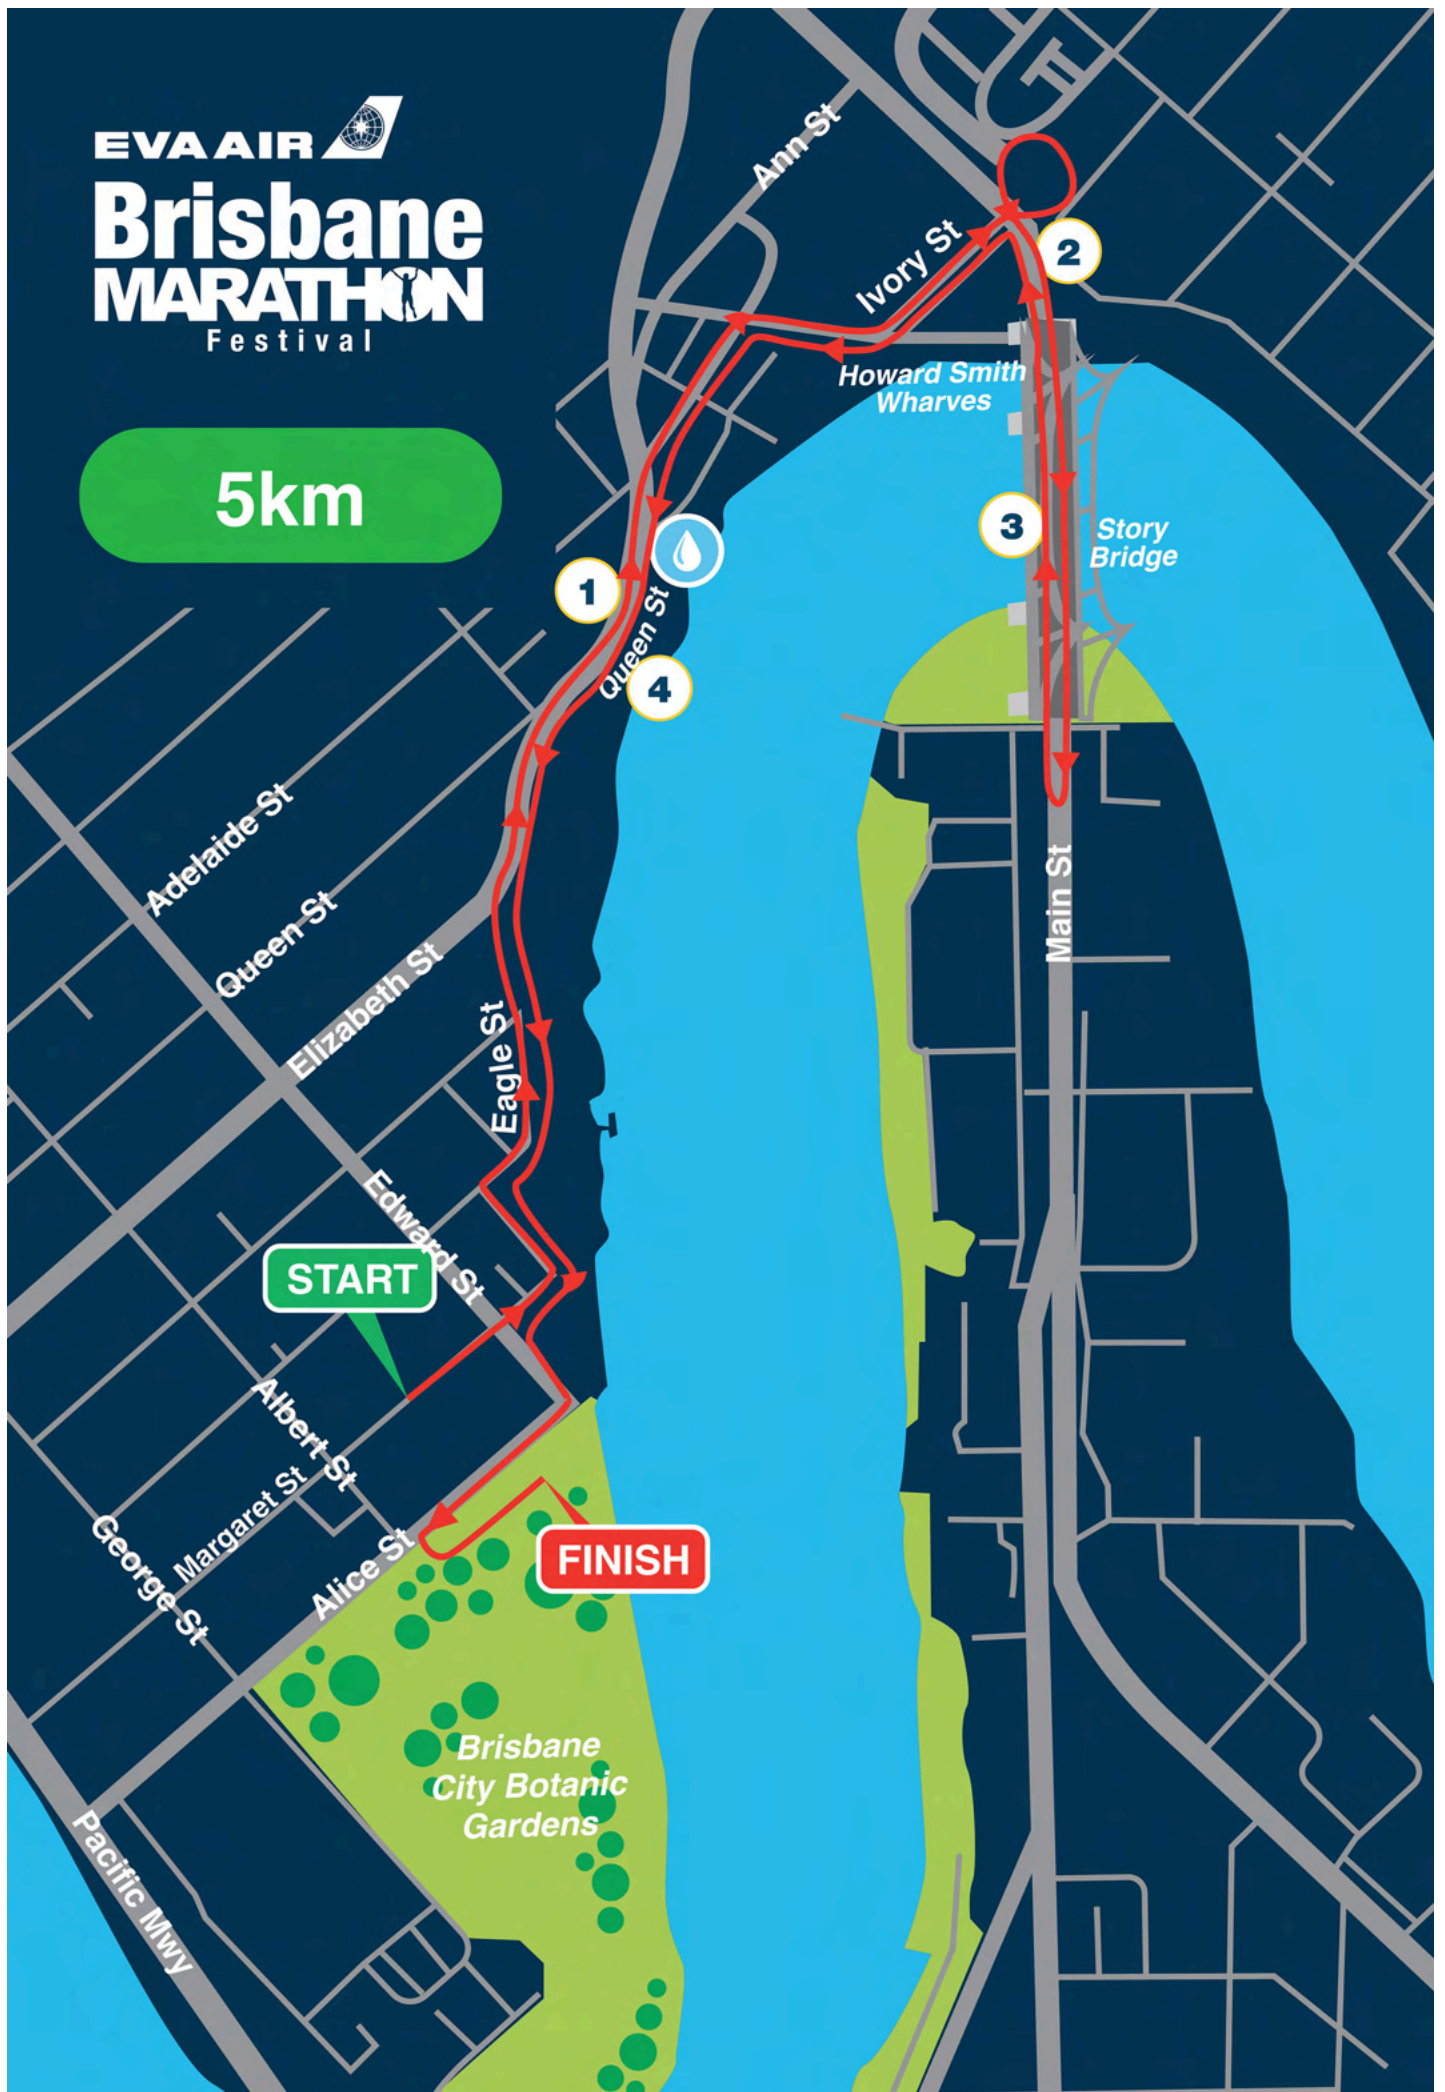 EVA AIR
Brisbane
MARATHON
Festival
5km
Ann St
Ivory St
2
Howard Smith
Wharves
3
Story
Bridge
1
Queen St
4
Adelaide St
Queen St
Elizabeth St
Main St
Eagle St
Edward St
START
Albert St
Margaret St
George St
Alice St
FINISH
Brisbane
City Botanic
Gardens
Pacific Mwy